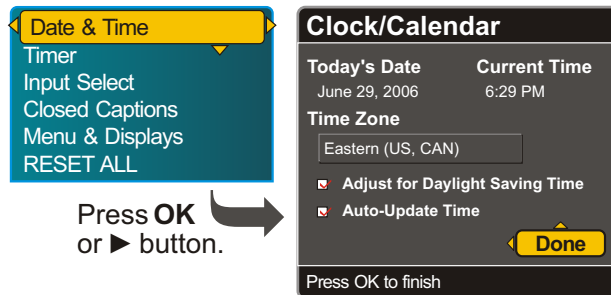 Date & Time
Timer
Input Select
Closed Captions
Menu & Displays
RESET ALL
Press OK
or ► button.
Clock/Calendar
Today's Date Current Time
June 29, 2006 6:29 PM
Time Zone
Eastern (US, CAN)
Adjust for Daylight Saving Time
Auto-Update Time
Done
Press OK to finish